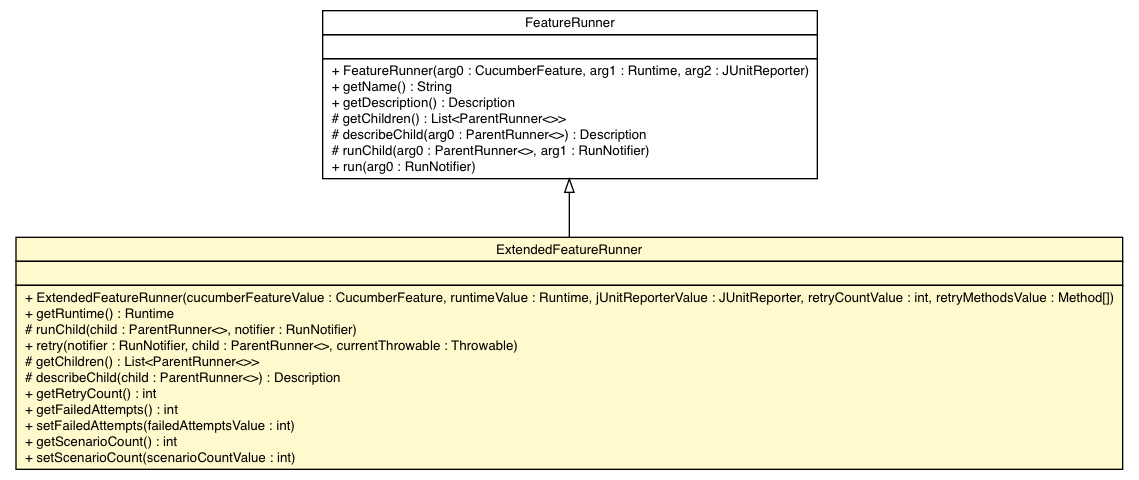 FeatureRunner
+ FeatureRunner(arg0 : CucumberFeature, arg1 : Runtime, arg2 : JUnitReporter)
+ getName() : String
+ getDescription() : Description
# getChildren() : List<ParentRunner<>>
# describeChild(arg0 : ParentRunner<>) : Description
# runChild(arg0 : ParentRunner<>, arg1 : RunNotifier)
+ run(arg0 : RunNotifier)
ExtendedFeatureRunner
+ ExtendedFeatureRunner(cucumberFeatureValue : CucumberFeature, runtimeValue : Runtime, jUnitReporterValue : JUnitReporter, retryCountValue : int, retryMethodsValue : Method[])
+ getRuntime() : Runtime
# runChild(child : ParentRunner<>, notifier : RunNotifier)
+ retry(notifier : RunNotifier, child : ParentRunner<>, currentThrowable : Throwable)
# getChildren() : List<ParentRunner<>>
# describeChild(child : ParentRunner<>) : Description
+ getRetryCount() : int
+ getFailedAttempts() : int
+ setFailedAttempts(failedAttemptsValue : int)
+ getScenarioCount() : int
+ setScenarioCount(scenarioCountValue : int)